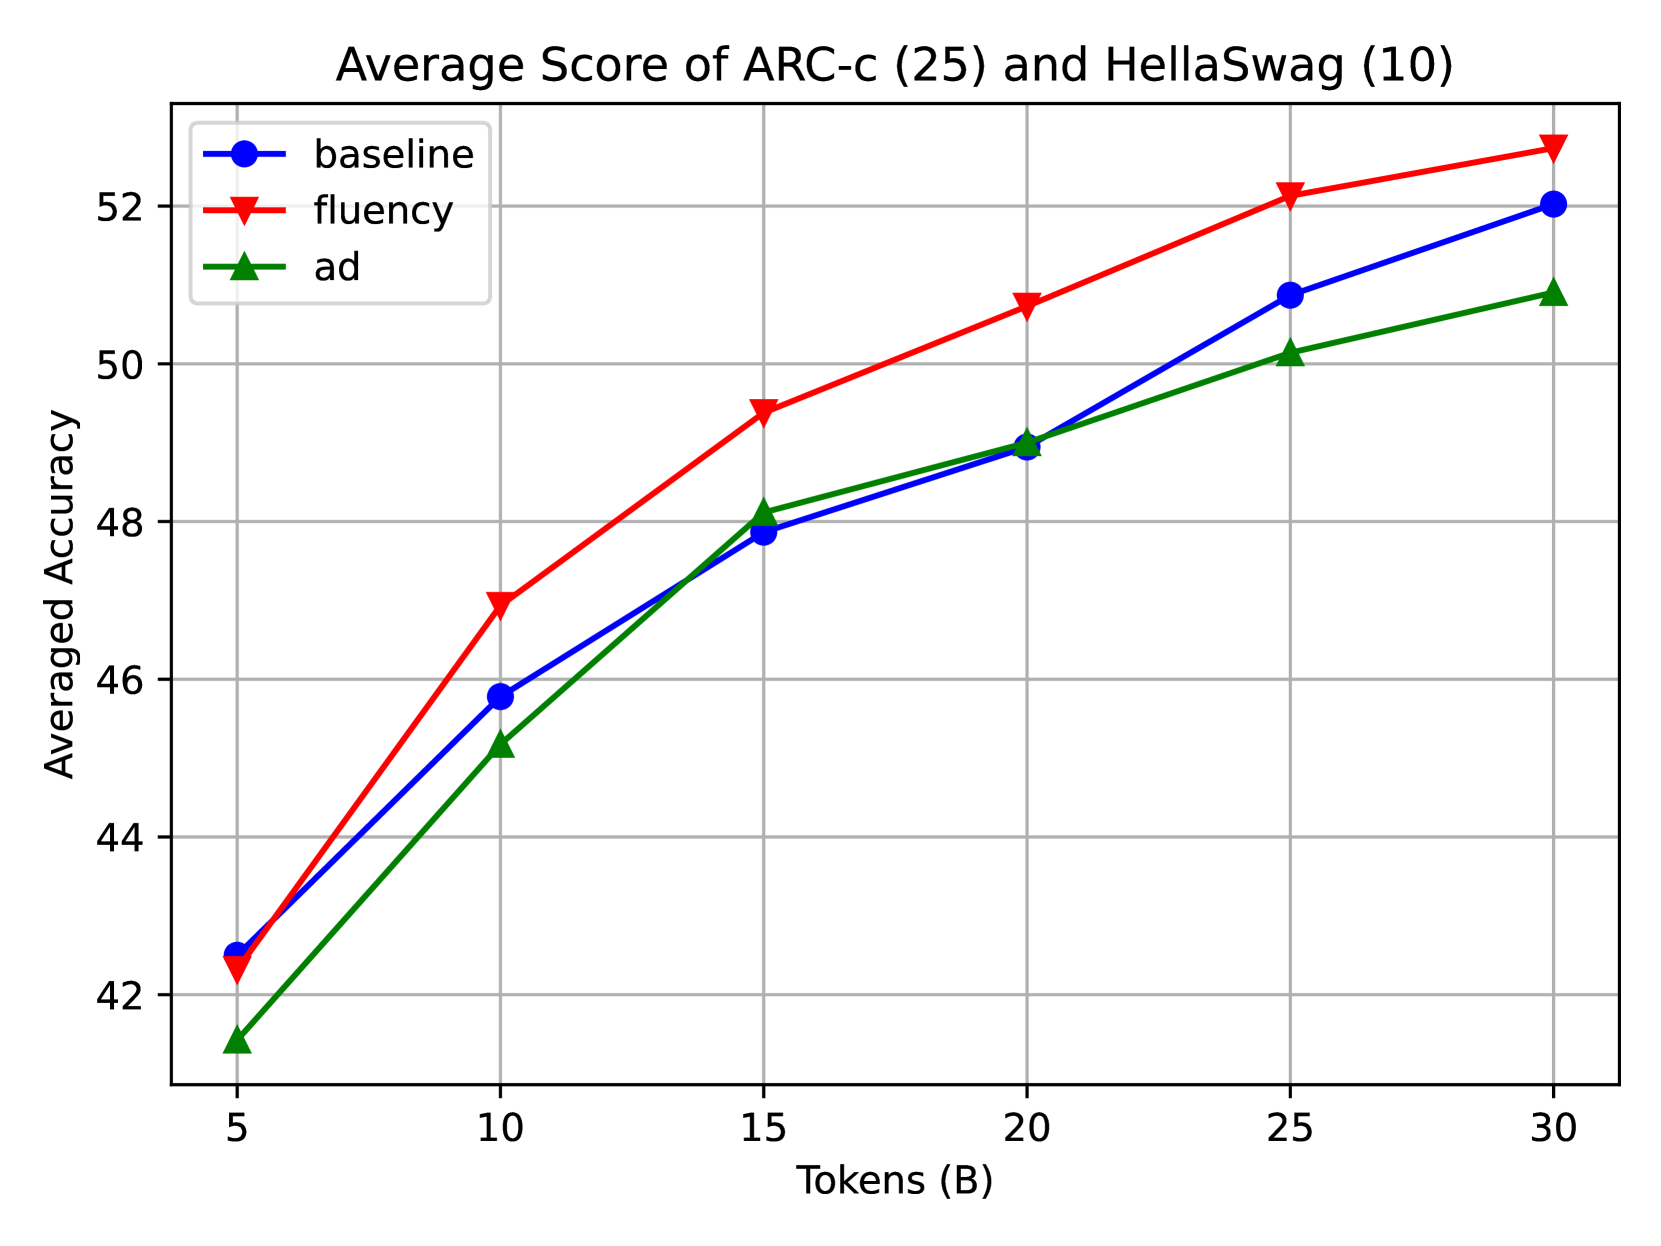 Average Score of ARC-c (25) and HellaSwag (10)
baseline
fluency
ad
52
50
48
46
44
42
Averaged Accuracy
5 10 15 20 25 30
Tokens (B)